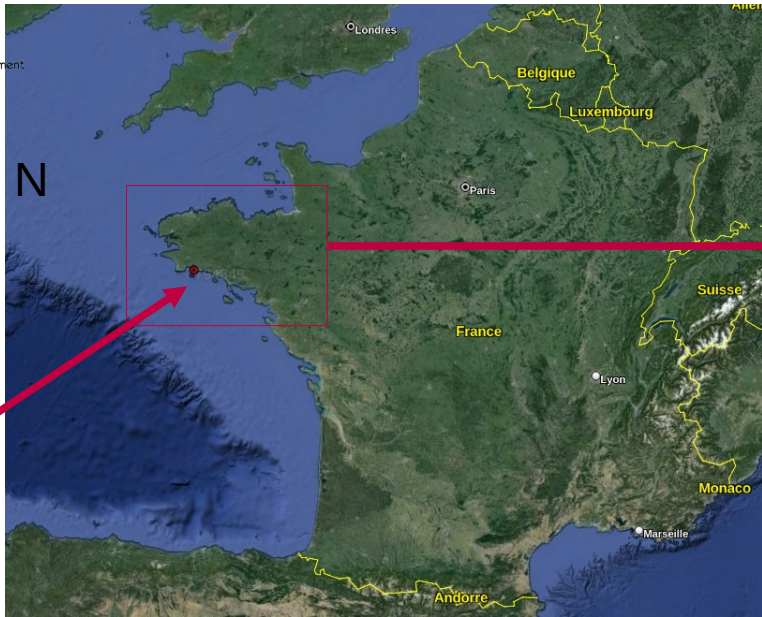 Londres
Belgique
Luxembourg
N
Paris
Suisse
France
Lyon
Monaco
Marseille
Andorre